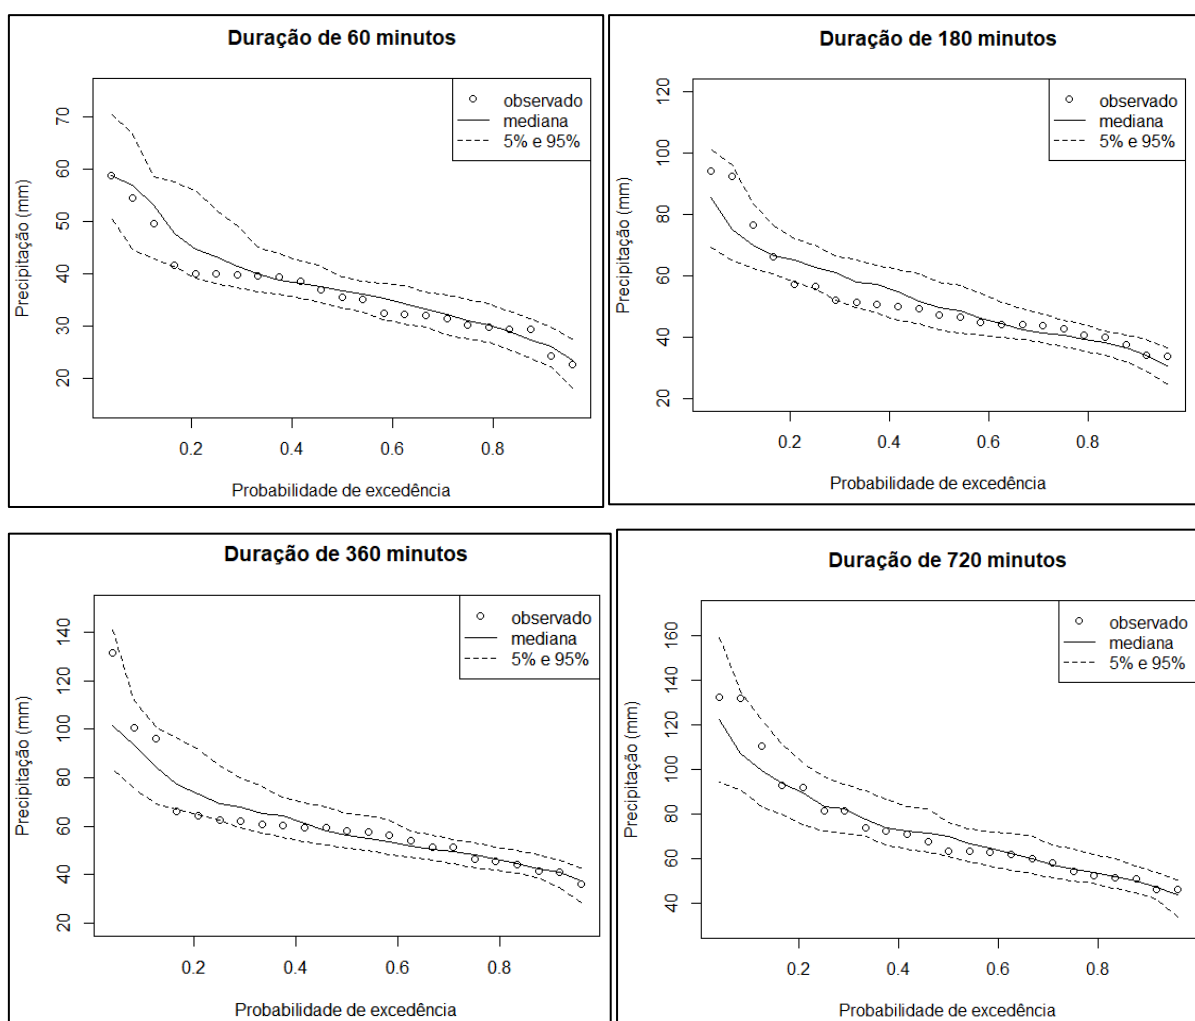 Duração de 60 minutos
observado
mediana
5% e 95%
Precipitação (mm)
70
60
50
40
30
20
0.2 0.4 0.6 0.8
Probabilidade de excedência
Duração de 180 minutos
observado
mediana
5% e 95%
Precipitação (mm)
120
100
80
60
40
20
0.2 0.4 0.6 0.8
Probabilidade de excedência
Duração de 360 minutos
observado
mediana
5% e 95%
Precipitação (mm)
140
120
100
80
60
40
20
0.2 0.4 0.6 0.8
Probabilidade de excedência
Duração de 720 minutos
observado
mediana
5% e 95%
Precipitação (mm)
160
140
120
100
80
60
40
0.2 0.4 0.6 0.8
Probabilidade de excedência